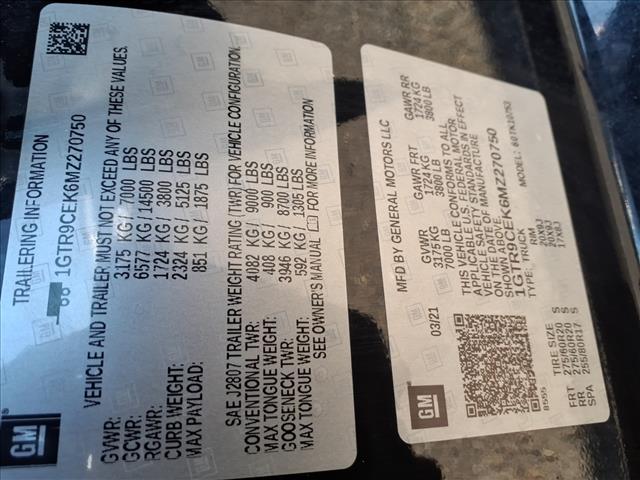 TRAILERING INFORMATION
1GTR9CEK6MZ270750
VEHICLE AND TRAILER MUST NOT EXCEED ANY OF THESE VALUES.
GVWR: 3175 KG/ 7000 LBS
GCWR: 6577 KG/14500 LBS
RGAWR: 1724 KG/ 3800 LBS
CURB WEIGHT: 2324 KG/ 5125 LBS
MAX PAYLOAD: 851 KG/ 1875 LBS
SAE J2807 TRAILER WEIGHT RATING (TWR) FOR VEHICLE CONFIGURATION
CONVENTIONAL TWR: 4082 KG/ 9000 LBS
MAX TONGUE WEIGHT: 408 KG/ 900 LBS
GOOSENECK TWR: 3946 KG/ 8700 LBS
MAX TONGUE WEIGHT: 592 KG/ 1305 LBS
SEE OWNER'S MANUAL FOR MORE INFORMATION
GM
MFD BY GENERAL MOTORS LLC
03/21 GVWR GAWR FRT GAWR RR
3175 KG 1724 KG 1724 KG
7000 LB 3800 LB 3800 LB
THIS VEHICLE CONFORMS TO ALL
APPLICABLE U.S. FEDERAL MOTOR
VEHICLE SAFETY STANDARDS IN EFFECT
ON THE DATE OF MANUFACTURE
SHOWN ABOVE.
1GTR9CEK6MZ270750
TYPE: TRUCK MODEL:
TIRE SIZE RIM
FRT 275/60R20 S 20X9J
RR 275/60R20 S 20X9J
SPA 255/80R17 S 17X8J
GM